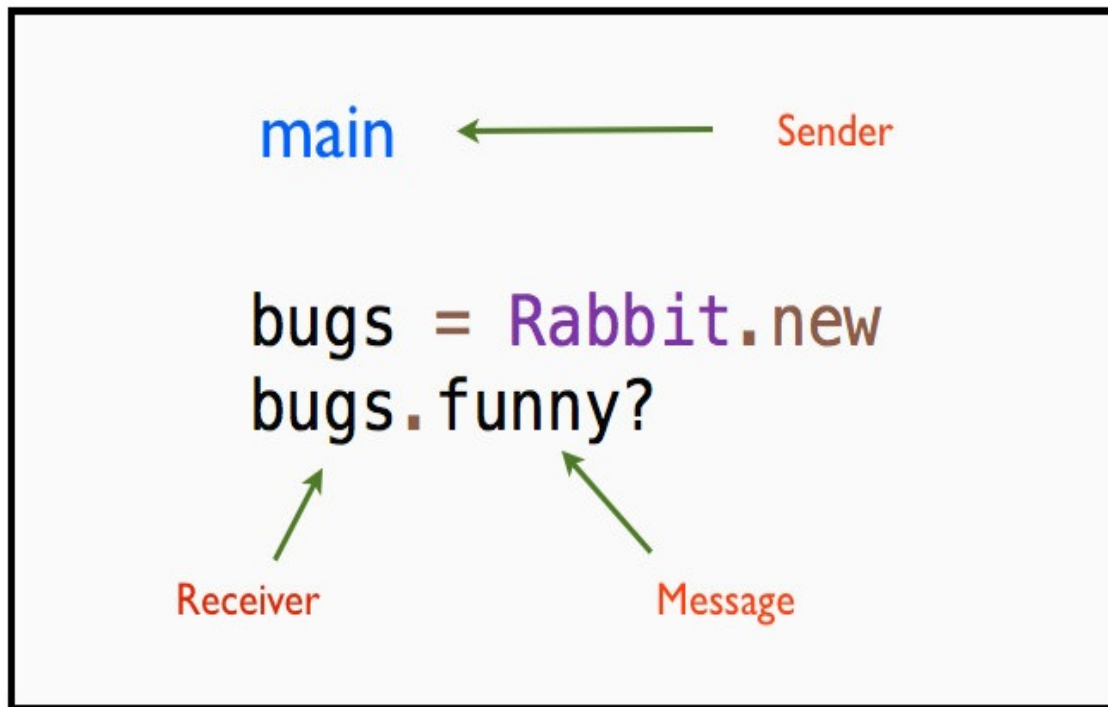 main
Sender
bugs = Rabbit.new
bugs.funny?
Receiver
Message